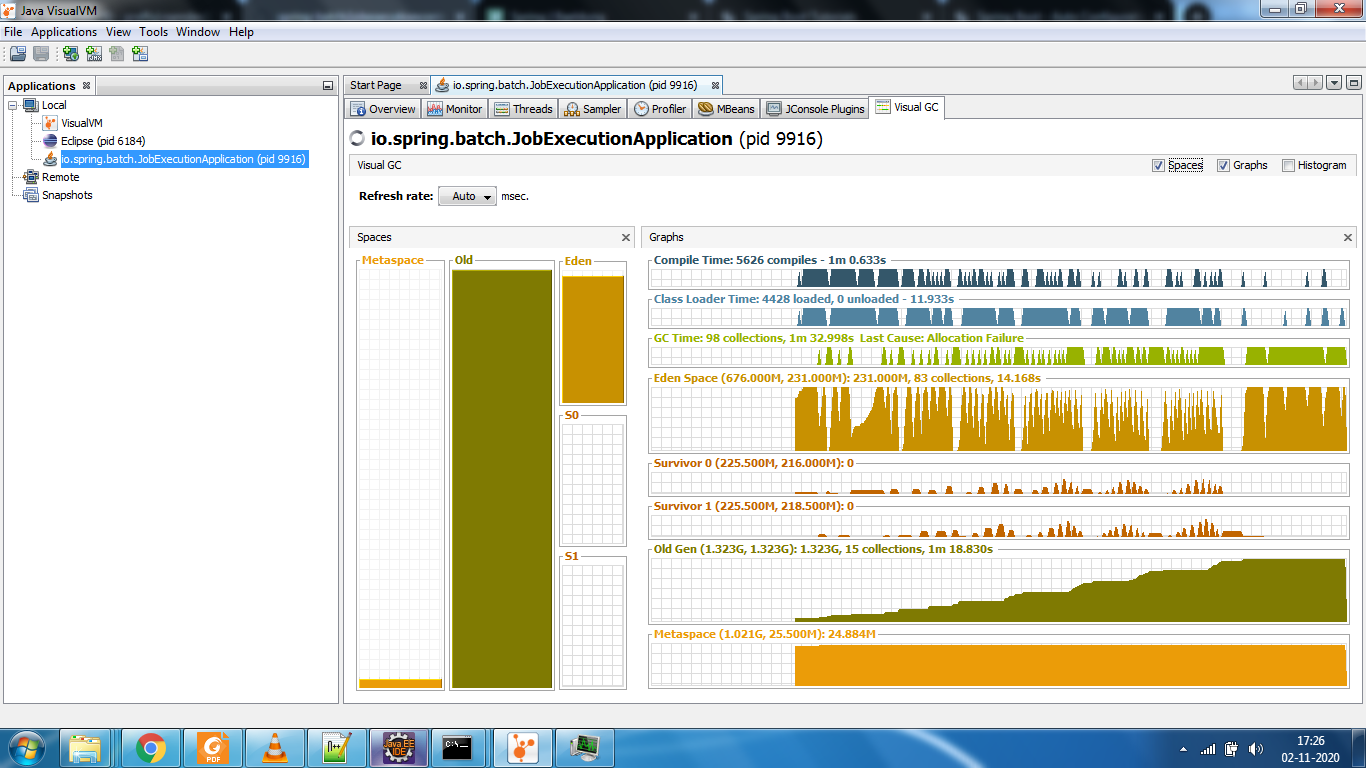 Java VisualVM
File Applications View Tools Window Help
Applications
Local
VisualVM
Eclipse (pid 6184)
io.spring.batch.JobExecutionApplication (pid 9916)
Remote
Snapshots
Start Page io.spring.batch.JobExecutionApplication (pid 9916)
Overview Monitor Threads Sampler Profiler MBeans JConsole Plugins Visual GC
io.spring.batch.JobExecutionApplication (pid 9916)
Visual GC Spaces Graphs Histogram
Refresh rate: Auto msec.
Spaces
Metaspace Old Eden
S0
S1
Graphs
Compile Time: 5626 compiles - 1m 0.633s
Class Loader Time: 4428 loaded, 0 unloaded - 11.933s
GC Time: 98 collections, 1m 32.998s Last Cause: Allocation Failure
Eden Space (676.000M, 231.000M): 231.000M, 83 collections, 14.168s
Survivor 0 (225.500M, 216.000M): 0
Survivor 1 (225.500M, 218.500M): 0
Old Gen (1.323G, 1.323G): 1.323G, 15 collections, 1m 18.830s
Metaspace (1.021G, 25.500M): 24.884M
PDF
Java EE
IDE
C:\_
17:26
02-11-2020